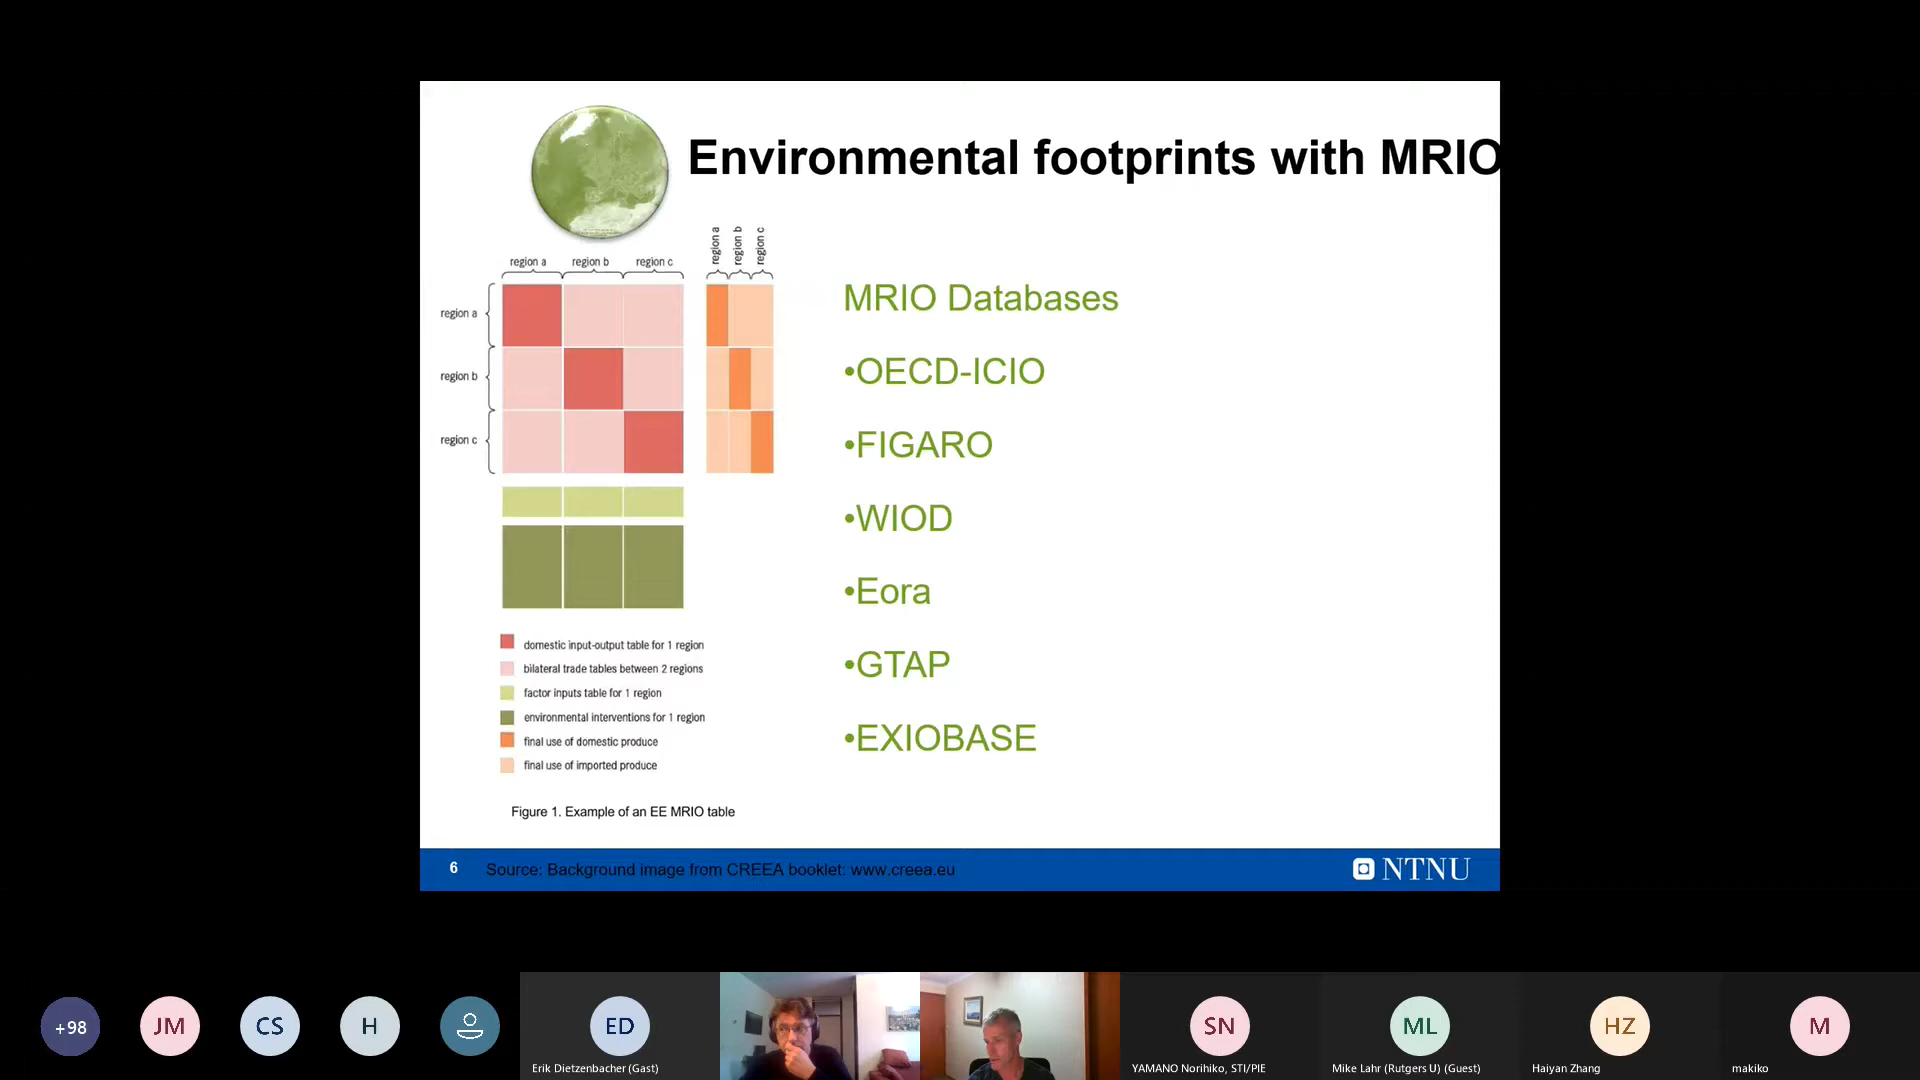 Environmental footprints with MRIO
region a
region b
region c
region a
region b
region c
region a
region b
region c
MRIO Databases
•OECD-ICIO
•FIGARO
•WIOD
•Eora
•GTAP
•EXIOBASE
domestic input-output table for 1 region
bilateral trade tables between 2 regions
factor inputs table for 1 region
environmental interventions for 1 region
final use of domestic produce
final use of imported produce
Figure 1. Example of an EE MRIO table
6
Source: Background image from CREEA booklet: www.creea.eu
NTNU
+98
JM
CS
H
ED
Erik Dietzenbacher (Gast)
SN
YAMANO Norihiko, STI/PIE
ML
Mike Lahr (Rutgers U) (Guest)
HZ
Haiyan Zhang
M
makiko